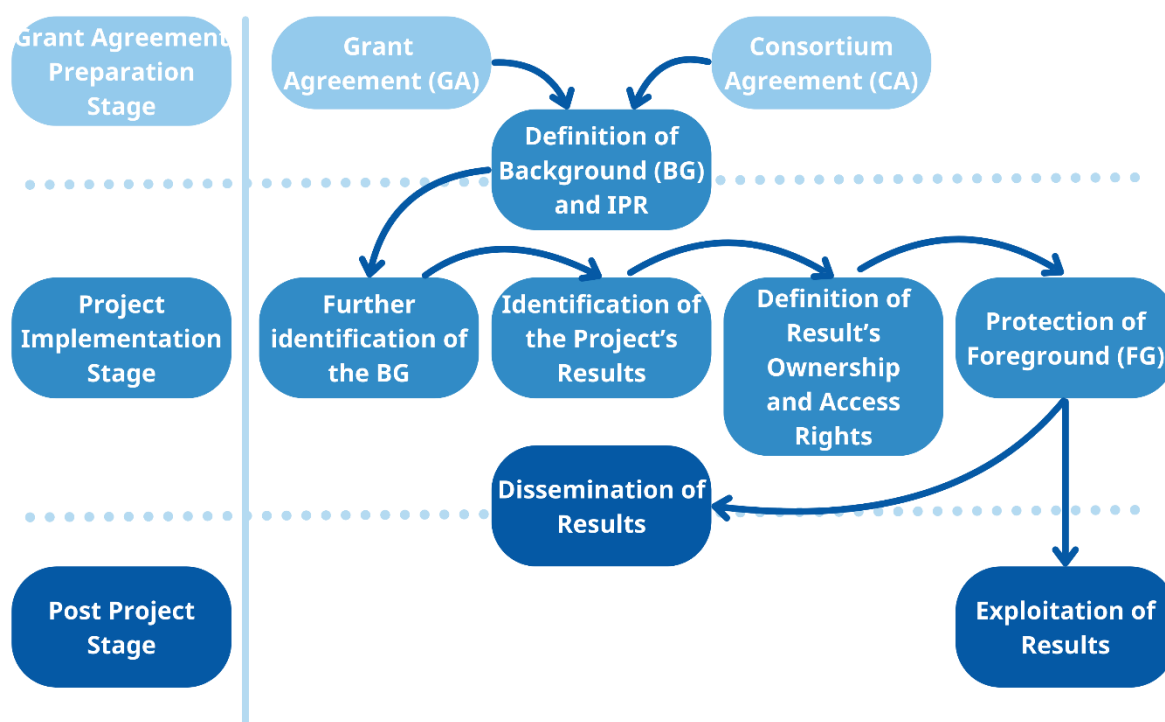 Grant Agreement
Preparation
Stage
Grant
Agreement (GA)
Consortium
Agreement (CA)
Definition of
Background (BG)
and IPR
Project
Implementation
Stage
Further
identification of
the BG
Identification of
the Project’s
Results
Definition of
Result’s
Ownership
and Access
Rights
Protection of
Foreground (FG)
Dissemination of
Results
Post Project
Stage
Exploitation of
Results